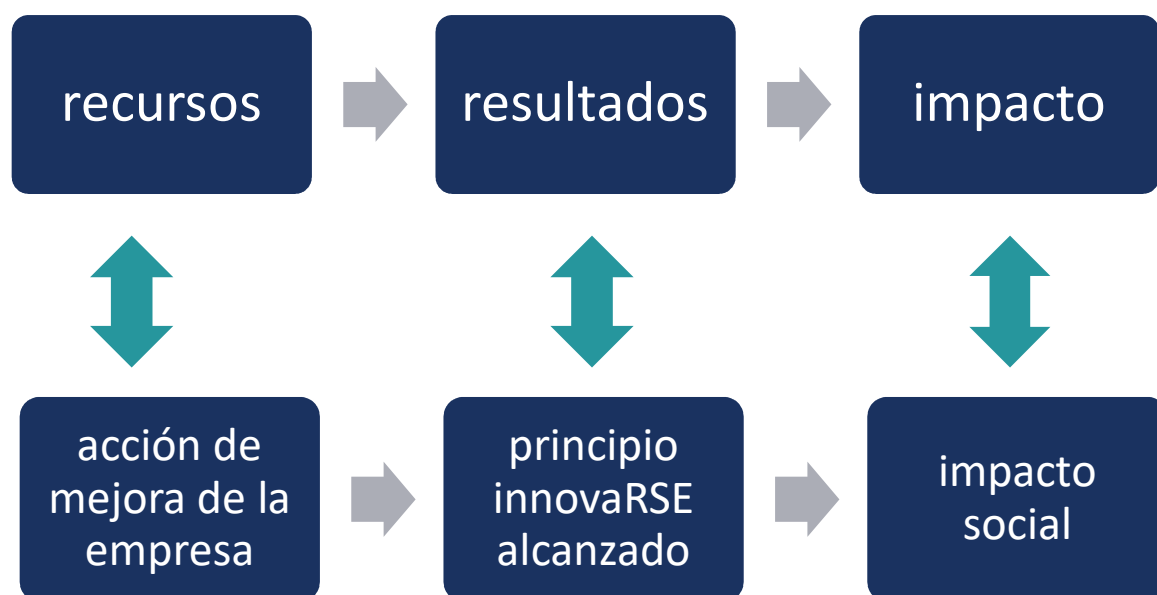 recursos
resultados
impacto
acción de
mejora de la
empresa
principio
innovaRSE
alcanzado
impacto
social